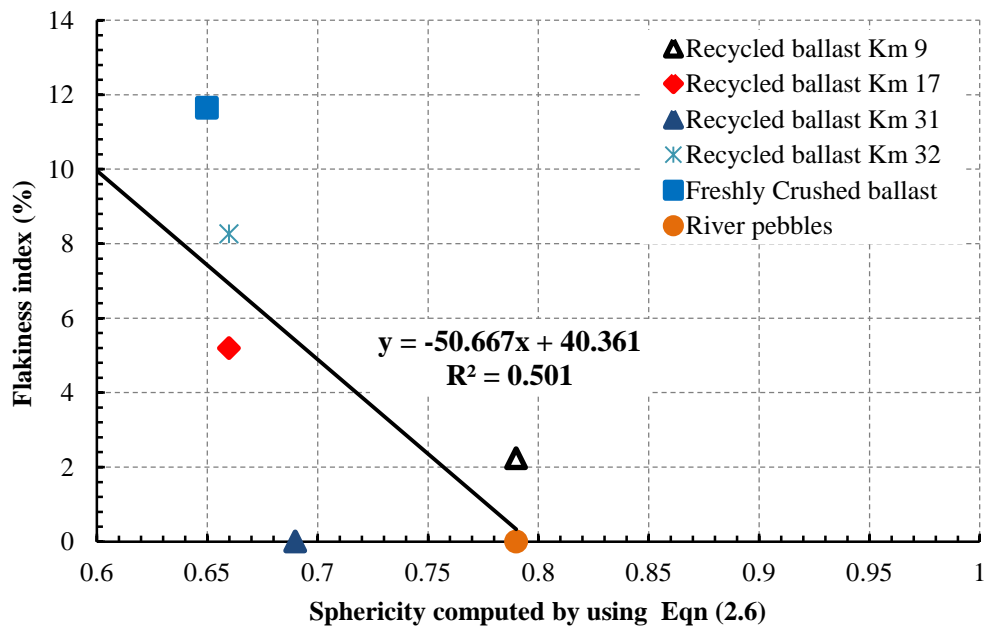 14
12
10
8
6
4
2
0
Flakiness index (%)
Recycled ballast Km 9
Recycled ballast Km 17
Recycled ballast Km 31
Recycled ballast Km 32
Freshly Crushed ballast
River pebbles
y = -50.667x + 40.361
R² = 0.501
0.6 0.65 0.7 0.75 0.8 0.85 0.9 0.95 1
Sphericity computed by using Eqn (2.6)